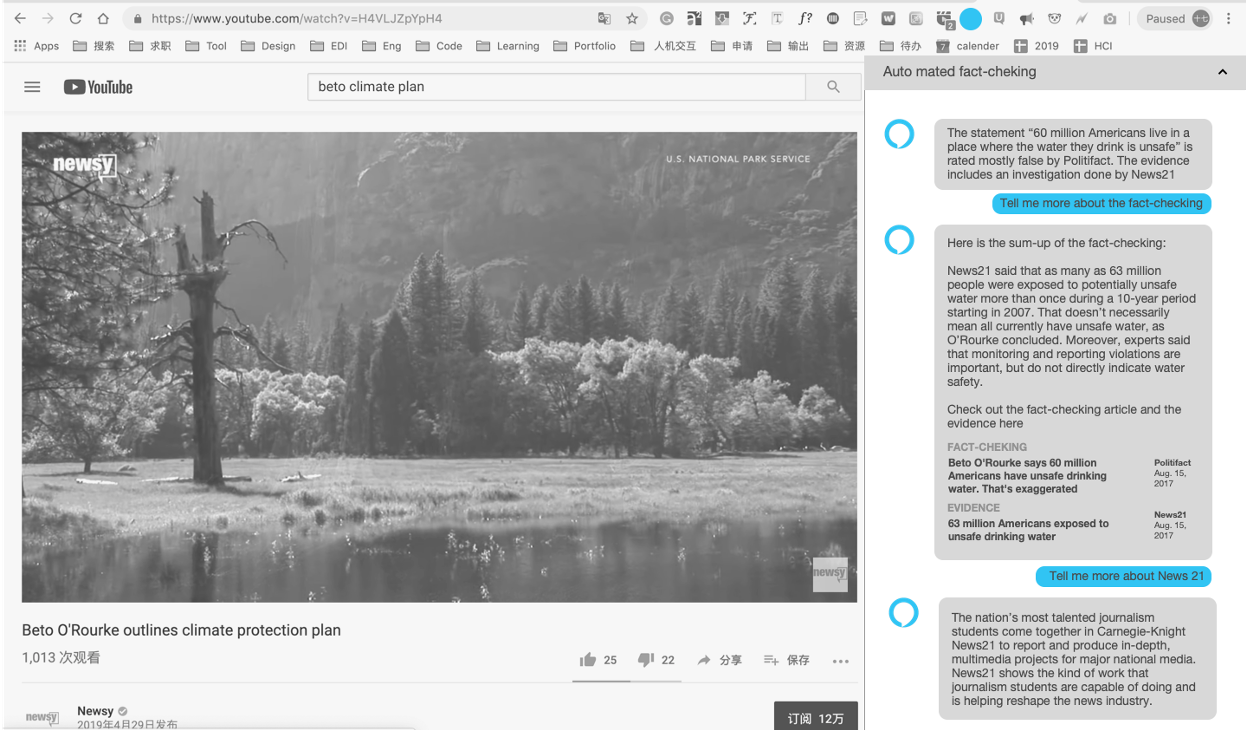 https://www.youtube.com/watch?v=H4VLJZpYpH4
Paused
Apps 搜索 求职 Tool Design EDI Eng Code Learning Portfolio 人机交互 申请 输出 资源 待办 calender 2019 HCI
YouTube
beto climate plan
newsy
U.S. NATIONAL PARK SERVICE
newsy
Beto O'Rourke outlines climate protection plan
1,013 次观看
25 22 分享 保存
newsy
Newsy
2019年4月29日发布
订阅 12万
Auto mated fact-cheking
The statement “60 million Americans live in a
place where the water they drink is unsafe” is
rated mostly false by Politifact. The evidence
includes an investigation done by News21
Tell me more about the fact-checking
Here is the sum-up of the fact-checking:
News21 said that as many as 63 million
people were exposed to potentially unsafe
water more than once during a 10-year period
starting in 2007. That doesn’t necessarily
mean all currently have unsafe water, as
O’Rourke concluded. Moreover, experts said
that monitoring and reporting violations are
important, but do not directly indicate water
safety.
Check out the fact-checking article and the
evidence here
FACT-CHEKING
Beto O'Rourke says 60 million
Americans have unsafe drinking
water. That's exaggerated
Politifact
Aug. 15,
2017
EVIDENCE
63 million Americans exposed to
unsafe drinking water
News21
Aug. 15,
2017
Tell me more about News 21
The nation’s most talented journalism
students come together in Carnegie-Knight
News21 to report and produce in-depth,
multimedia projects for major national media.
News21 shows the kind of work that
journalism students are capable of doing and
is helping reshape the news industry.